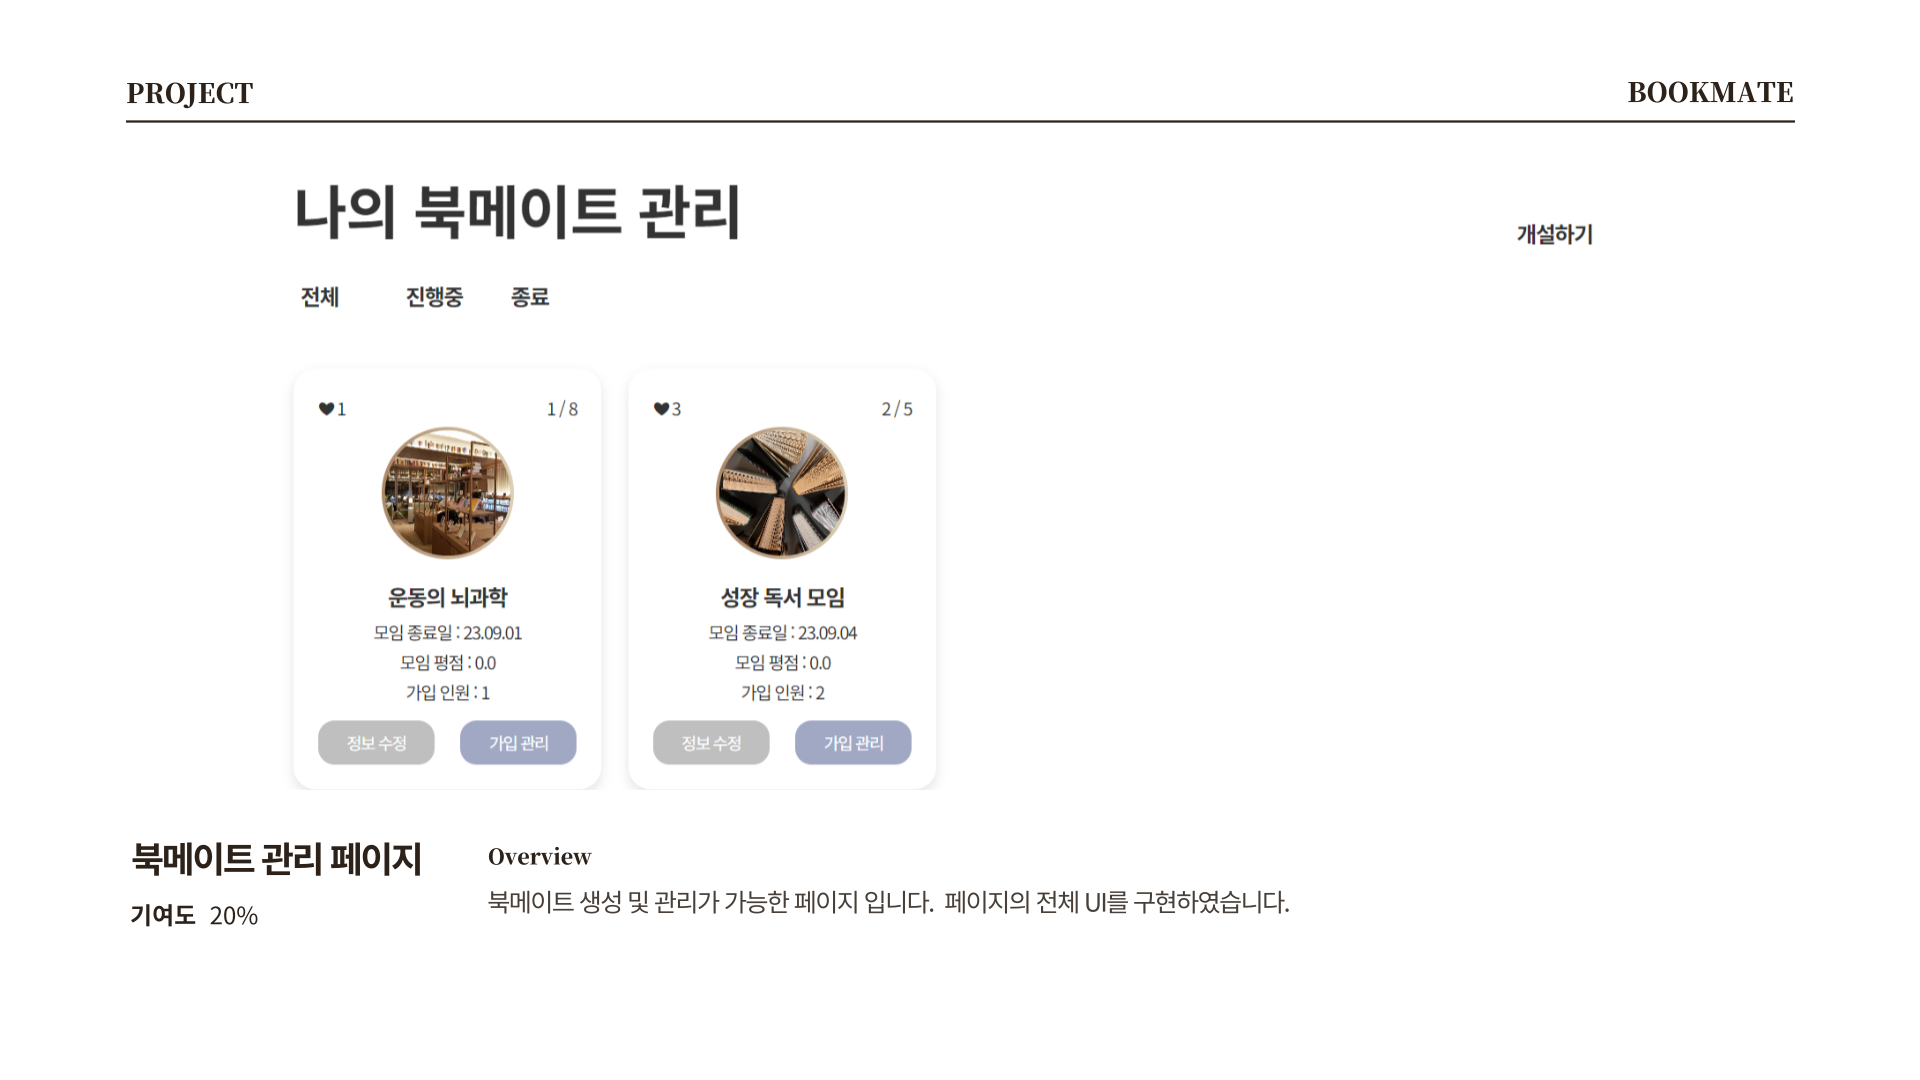 PROJECT
BOOKMATE
나의 북메이트 관리
개설하기
전체 진행중 종료
1 1 / 8
운동의 뇌과학
모임 종료일 : 23.09.01
모임 평점 : 0.0
가입 인원 : 1
정보 수정 가입 관리
3 2 / 5
성장 독서 모임
모임 종료일 : 23.09.04
모임 평점 : 0.0
가입 인원 : 2
정보 수정 가입 관리
북메이트 관리 페이지
기여도 20%
Overview
북메이트 생성 및 관리가 가능한 페이지 입니다. 페이지의 전체 UI를 구현하였습니다.